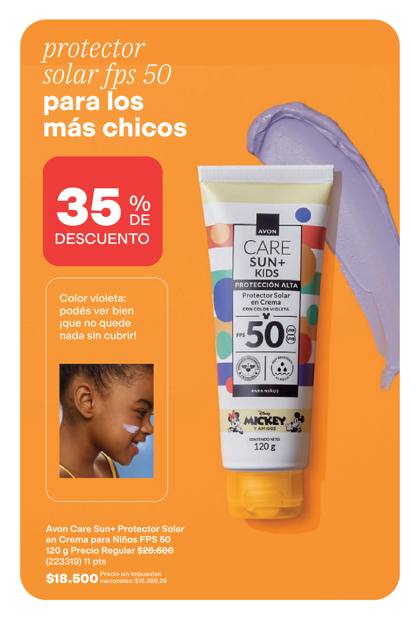 protector
solar fps 50
para los
más chicos
35 %
DE
DESCUENTO
Color violeta:
podés ver bien
¡que no quede
nada sin cubrir!
AVON
CARE
SUN+
KIDS
PROTECCIÓN ALTA
Protector Solar
en Crema
CON COLOR VIOLETA
FPS 50
PARA NIÑOS
Disney
MICKEY
Y AMIGOS
CONTENIDO NETO
120 g
Avon Care Sun+ Protector Solar
en Crema para Niños FPS 50
120 g Precio Regular $28.600
(223319) 11 pts
$18.500 Precio sin impuestos
nacionales: $15.289,26